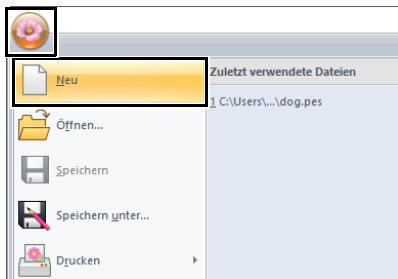 Neu
Zuletzt verwendete Dateien
1 C:\Users\...\dog.pes
Öffnen...
Speichern
Speichern unter...
Drucken